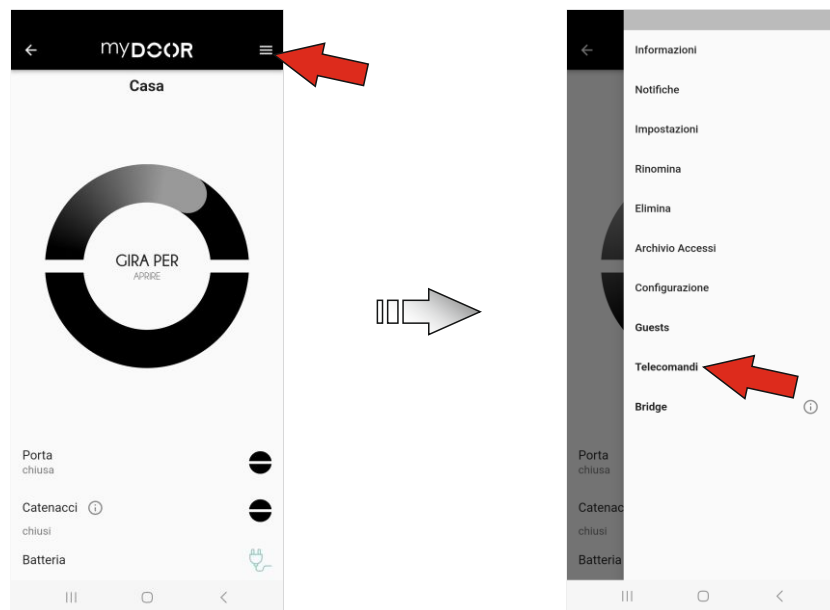 myDOOR
Casa
GIRA PER
APRIRE
Porta
chiusa
Catenacci
chiusi
Batteria
Informazioni
Notifiche
Impostazioni
Rinomina
Elimina
Archivio Accessi
Configurazione
Guests
Telecomandi
Bridge
Porta
chiusa
Catenac
chiusi
Batteria